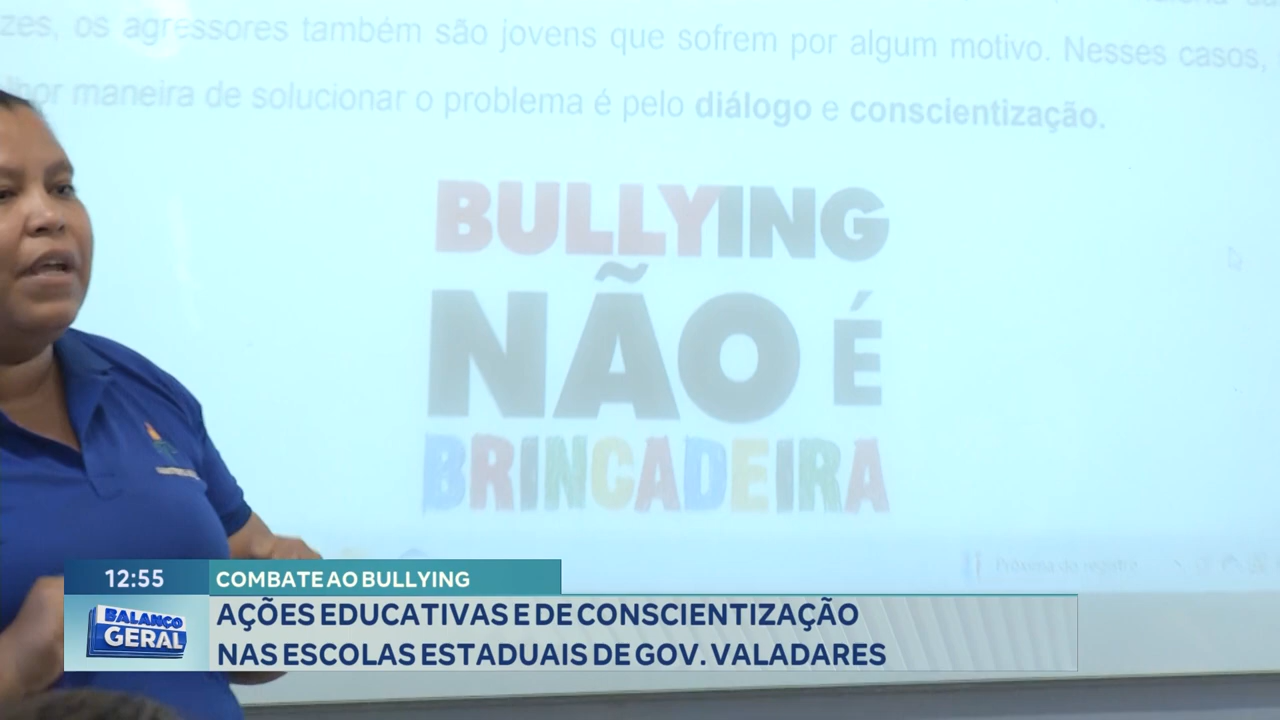 zes, os agressores também são jovens que sofrem por algum motivo. Nesses casos,
lhor maneira de solucionar o problema é pelo diálogo e conscientização.
BULLYING
NÃO É
BRINCADEIRA
12:55
COMBATE AO BULLYING
BALANÇO
GERAL
AÇÕES EDUCATIVAS E DE CONSCIENTIZAÇÃO
NAS ESCOLAS ESTADUAIS DE GOV. VALADARES